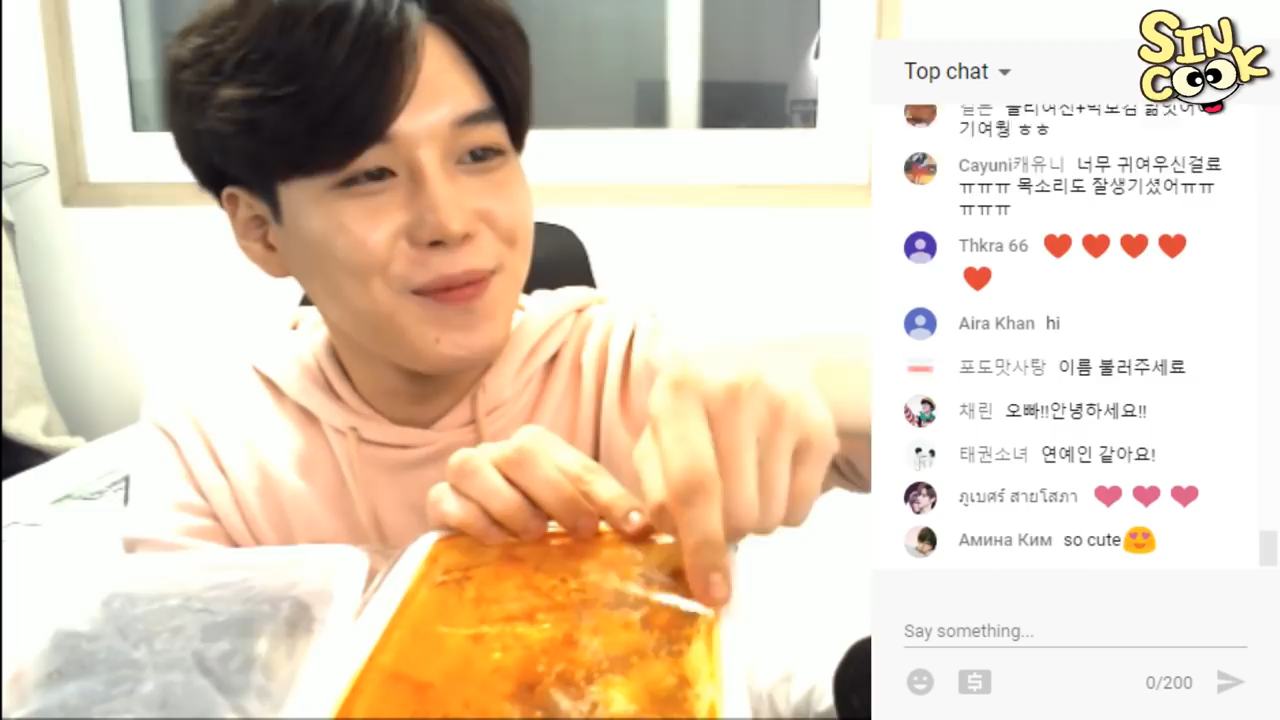 SIN
COOK
Top chat
기여웡 ㅎㅎ
Cayuni캐유니 너무 귀여우신걸료
ㅠㅠㅠ 목소리도 잘생기셨어ㅠㅠ
ㅠㅠㅠ
Thkra 66 ❤❤❤❤
❤
Aira Khan hi
포도맛사탕 이름 불러주세료
채린 오빠!!안녕하세요!!
태권소녀 연예인 같아요!
ภูเบศร์ สายโสภา ❤❤❤
Амина Ким so cute😍
Say something...
0/200